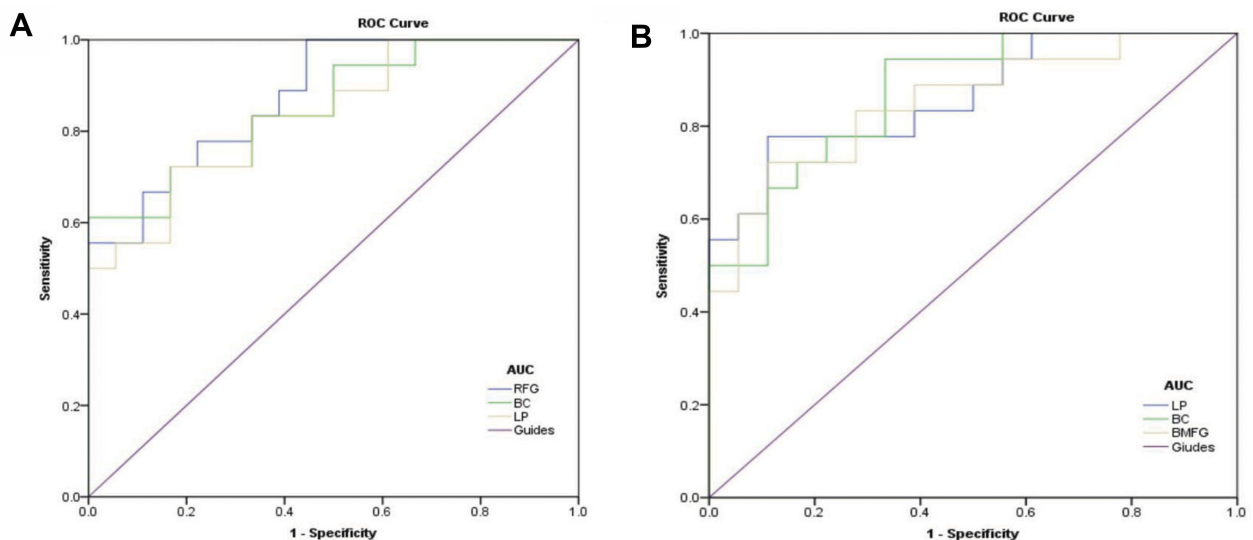 A
ROC Curve
1.0
0.8
0.6
0.4
0.2
0.0
Sensitivity
AUC
RFG
BC
LP
Guides
0.0 0.2 0.4 0.6 0.8 1.0
1 - Specificity
B
ROC Curve
1.0
0.8
0.6
0.4
0.2
0.0
Sensitivity
AUC
LP
BC
BMFG
Giudes
0.0 0.2 0.4 0.6 0.8 1.0
1 - Specificity